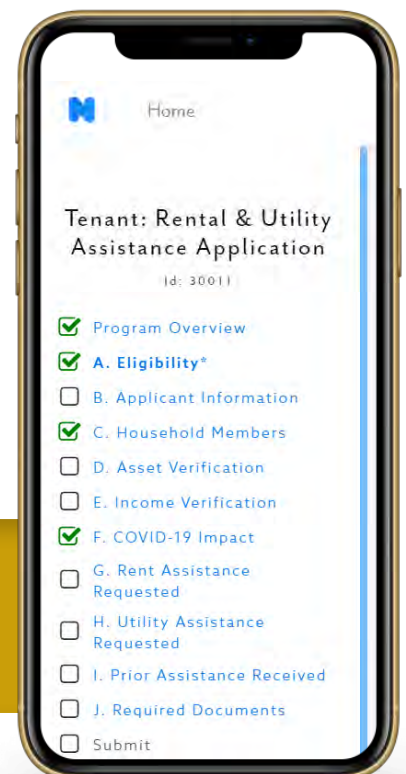 N Home
Tenant: Rental & Utility
Assistance Application
Id: 30011
Program Overview
A. Eligibility*
B. Applicant Information
C. Household Members
D. Asset Verification
E. Income Verification
F. COVID-19 Impact
G. Rent Assistance
Requested
H. Utility Assistance
Requested
I. Prior Assistance Received
J. Required Documents
Submit